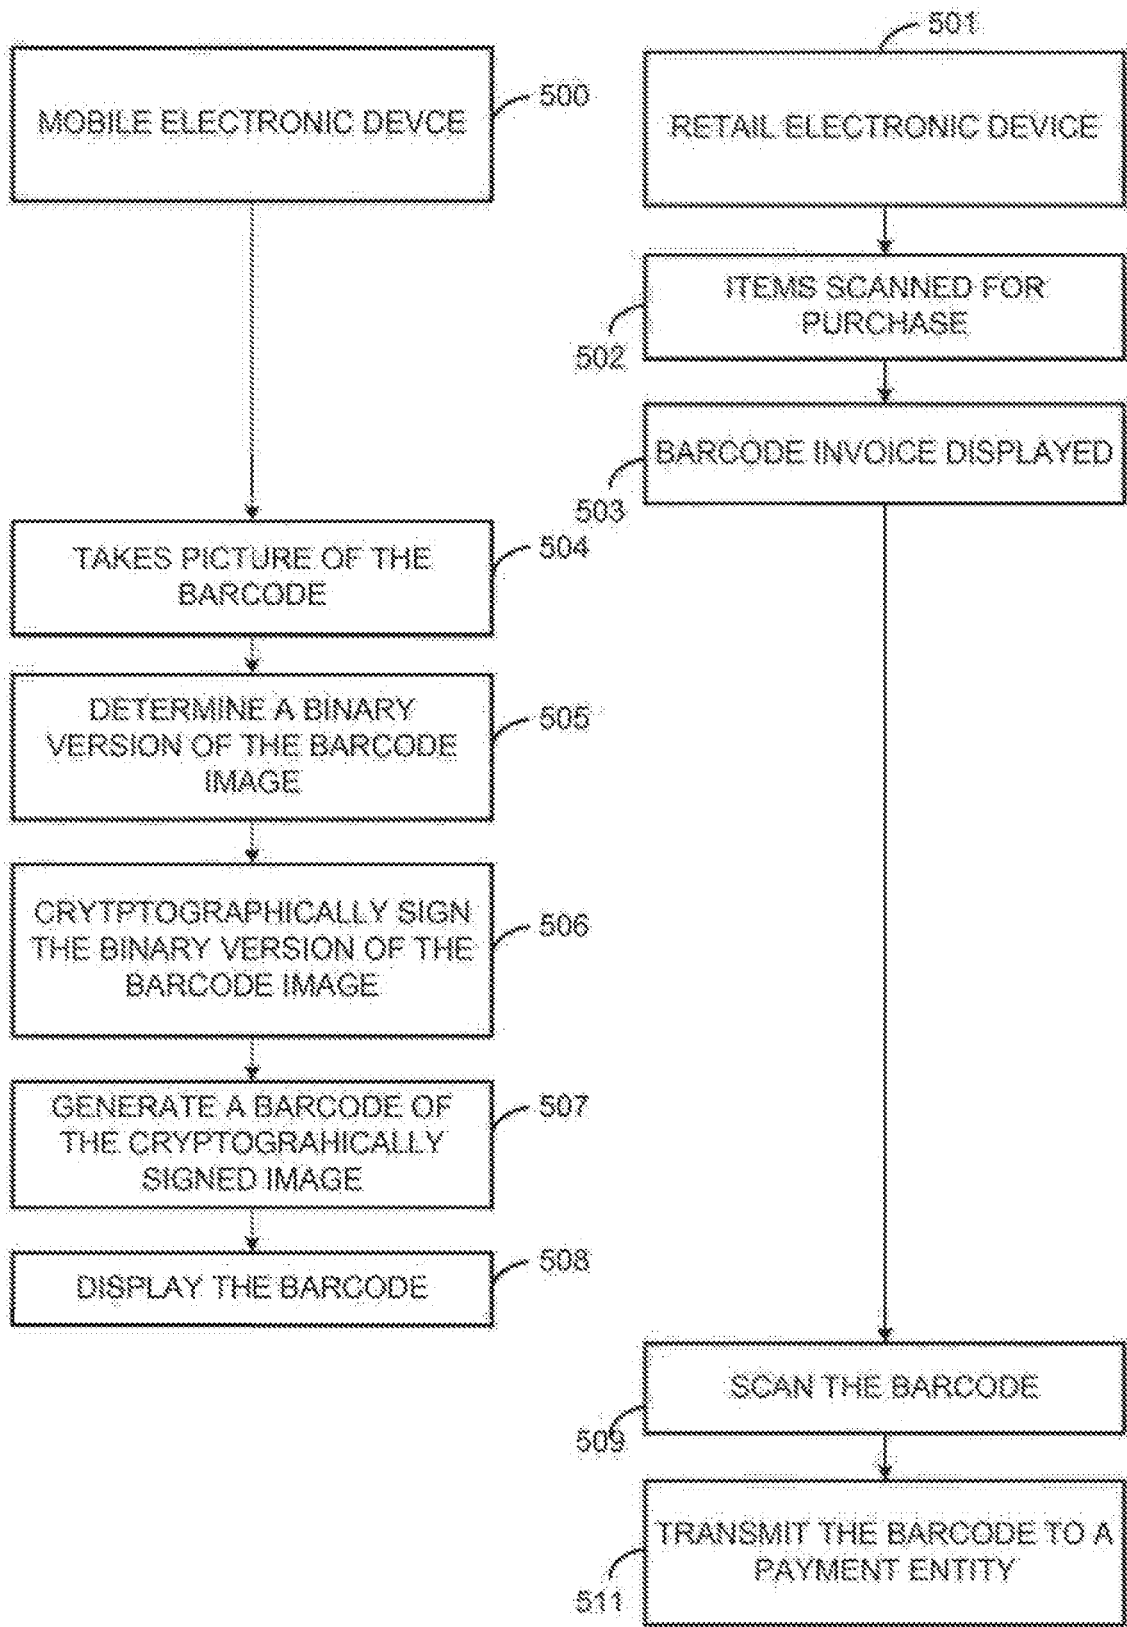 501
MOBILE ELECTRONIC DEVCE
500
RETAIL ELECTRONIC DEVICE
ITEMS SCANNED FOR
PURCHASE
502
BARCODE INVOICE DISPLAYED
503
TAKES PICTURE OF THE
BARCODE
504
DETERMINE A BINARY
VERSION OF THE BARCODE
IMAGE
505
CRYTPTOGRAPHICALLY SIGN
THE BINARY VERSION OF THE
BARCODE IMAGE
506
GENERATE A BARCODE OF
THE CRYPTOGRAHICALLY
SIGNED IMAGE
507
DISPLAY THE BARCODE
508
SCAN THE BARCODE
509
TRANSMIT THE BARCODE TO A
PAYMENT ENTITY
511